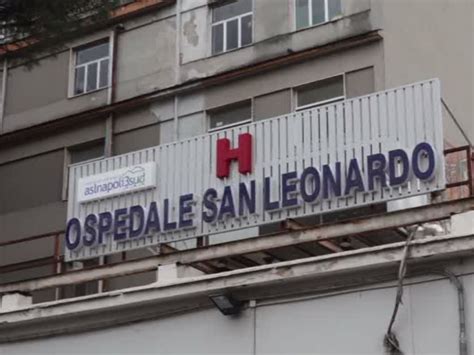 H
aslnapoli3sud
OSPEDALE SAN LEONARDO